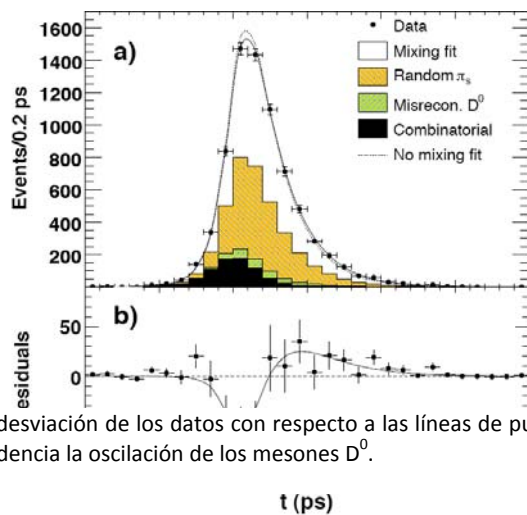 a)
Data
Mixing fit
Random πs
Misrecon. D0
Combinatorial
No mixing fit
Events/0.2 ps
1600
1400
1200
1000
800
600
400
200
b)
50
0
esiduals
desviación de los datos con respecto a las líneas de
dencia la oscilación de los mesones D0.
t (ps)